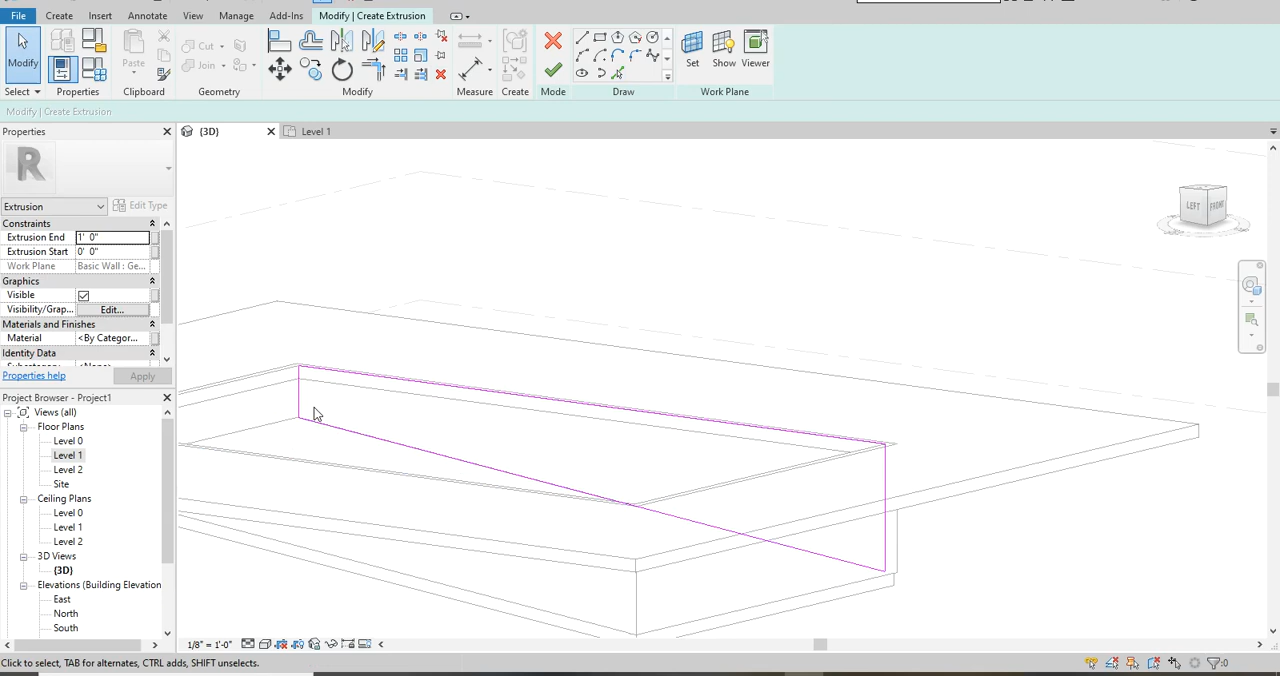 File Create Insert Annotate View Manage Add-Ins Modify | Create Extrusion
Modify
Paste
Cut
Join
Set Show Viewer
Select Properties Clipboard Geometry Modify Measure Create Mode Draw Work Plane
Modify | Create Extrusion
Properties
{3D} Level 1
R
Extrusion Edit Type
Constraints
Extrusion End 1' 0"
Extrusion Start 0' 0"
Work Plane Basic Wall : Ge...
Graphics
Visible
Visibility/Grap... Edit...
Materials and Finishes
Material <By Categor...
Identity Data
Properties help Apply
Project Browser - Project1
Views (all)
Floor Plans
Level 0
Level 1
Level 2
Site
Ceiling Plans
Level 0
Level 1
Level 2
3D Views
{3D}
Elevations (Building Elevation
East
North
South
LEFT FRONT
1/8" = 1'-0"
Click to select, TAB for alternates, CTRL adds, SHIFT unselects.
:0